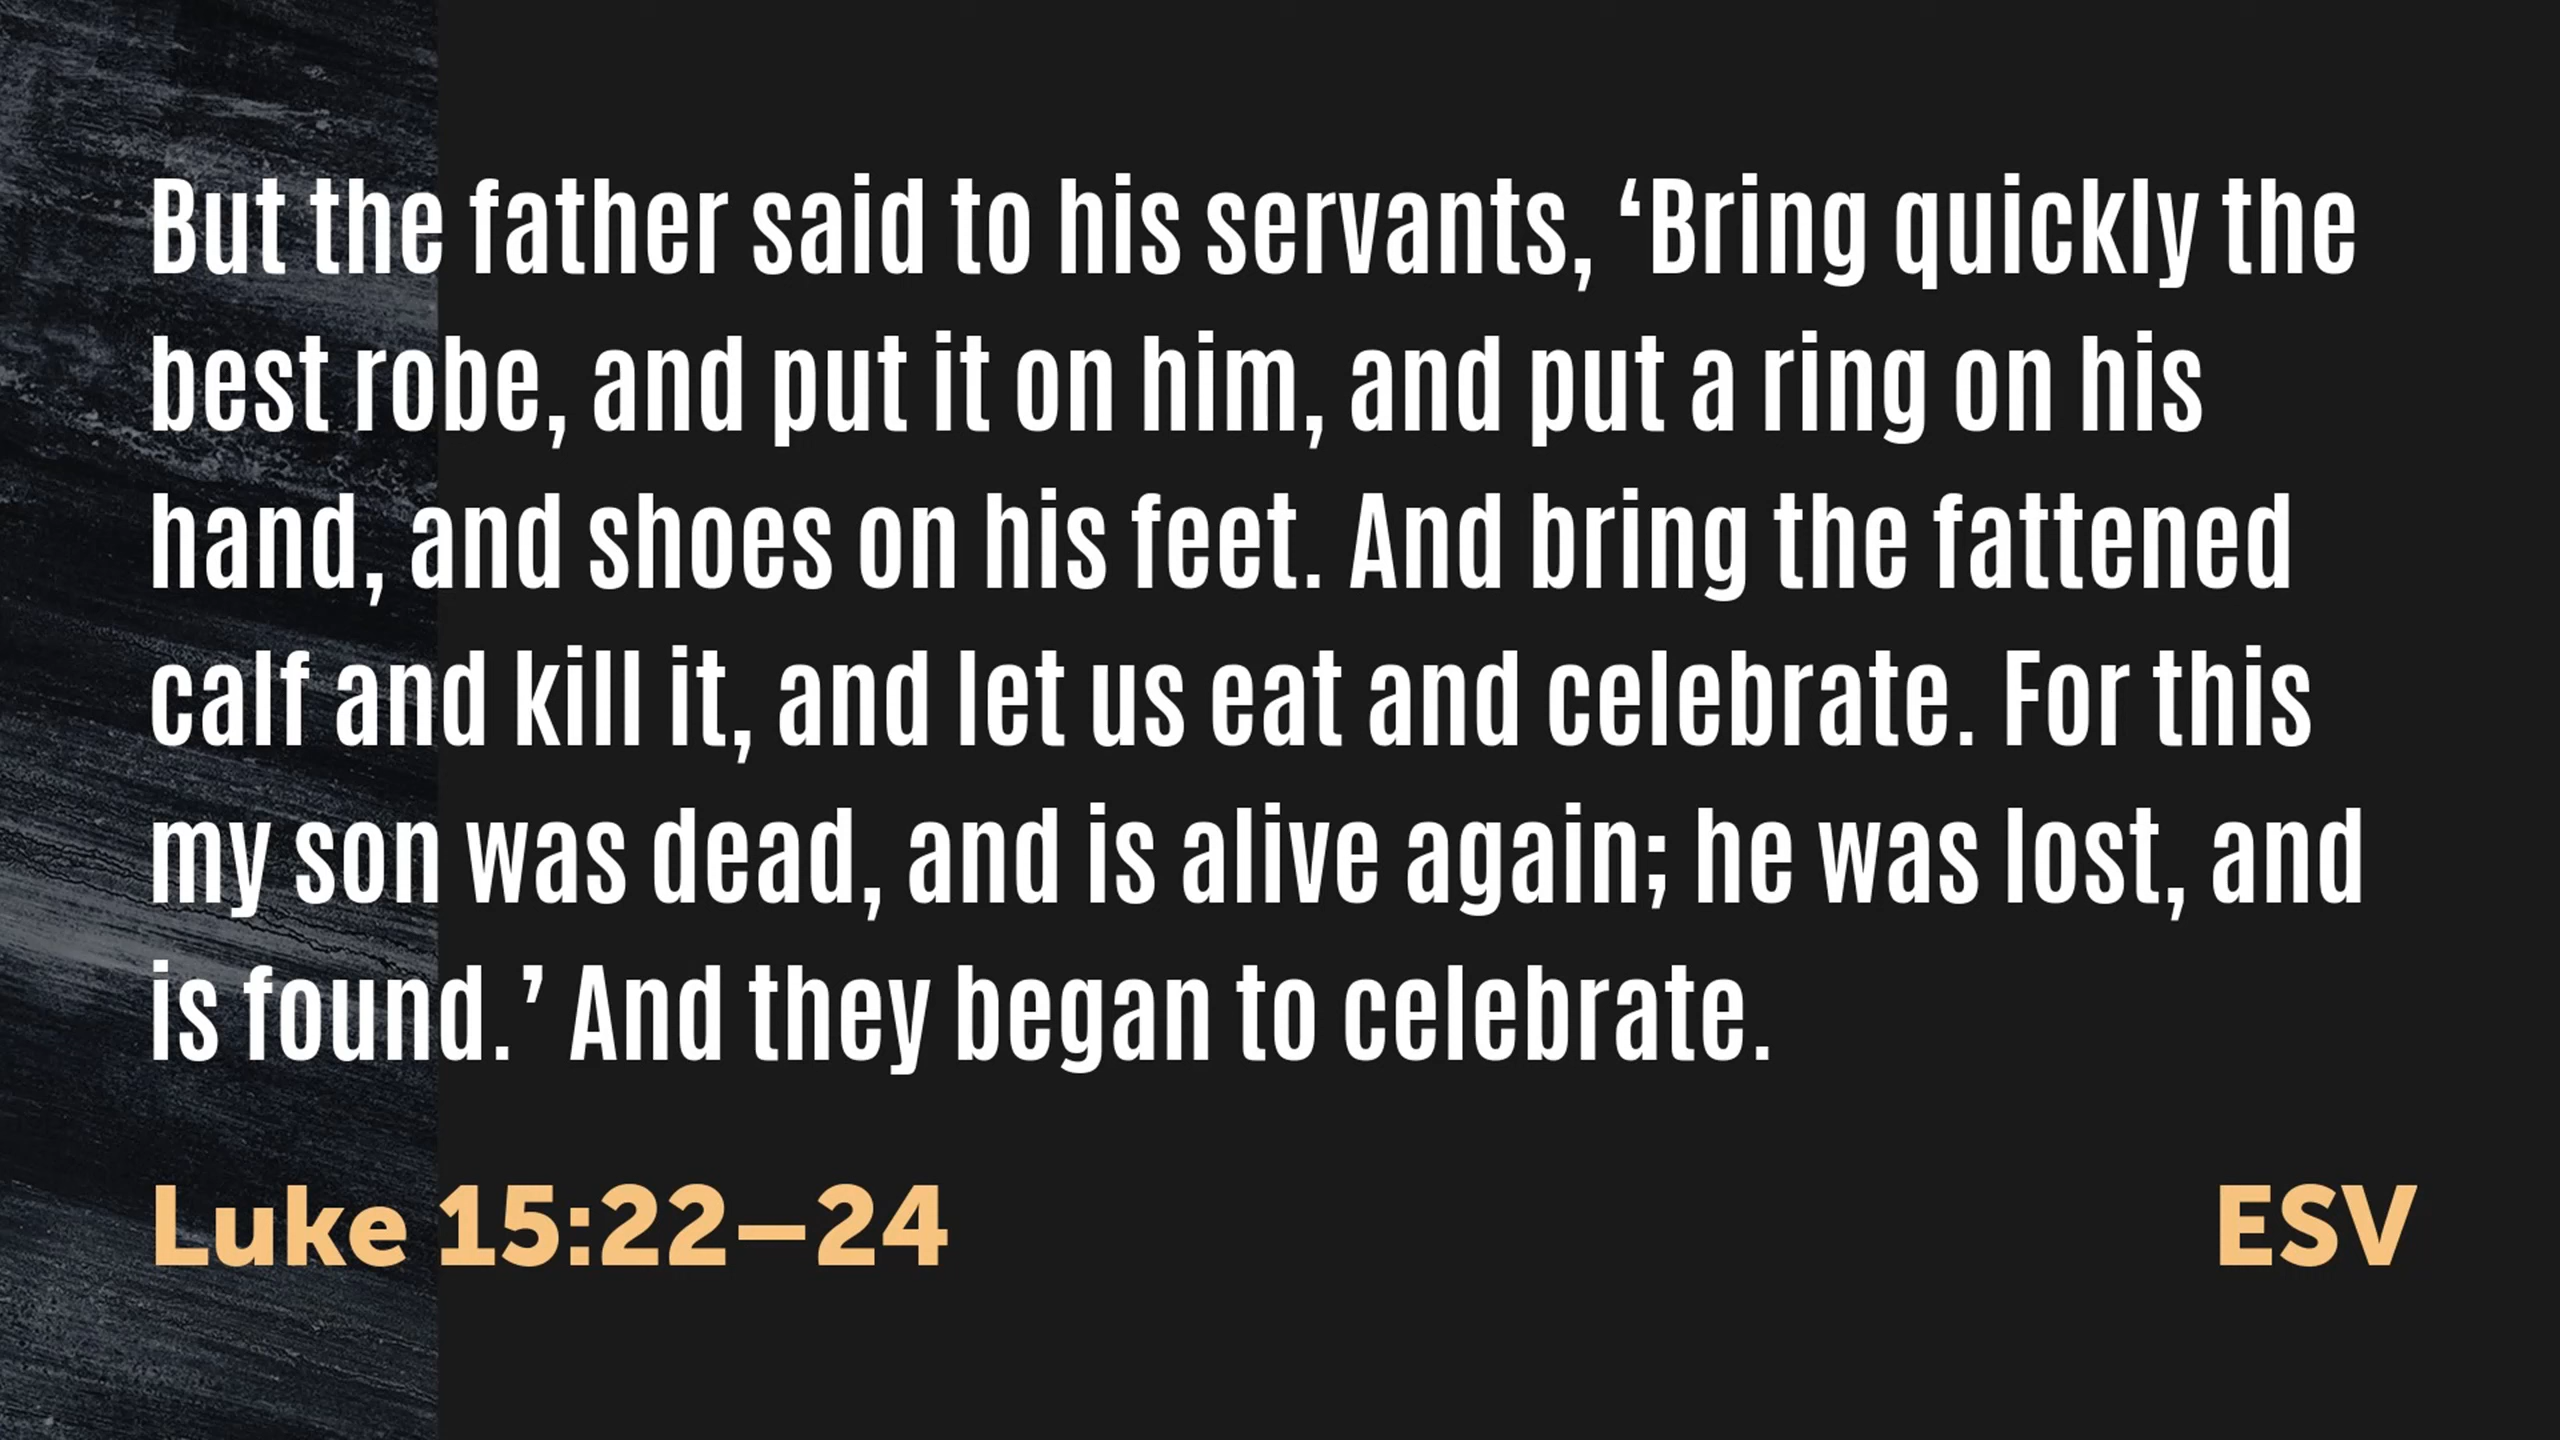 But the father said to his servants, ‘Bring quickly the
best robe, and put it on him, and put a ring on his
hand, and shoes on his feet. And bring the fattened
calf and kill it, and let us eat and celebrate. For this
my son was dead, and is alive again; he was lost, and
is found.’ And they began to celebrate.
Luke 15:22–24
ESV